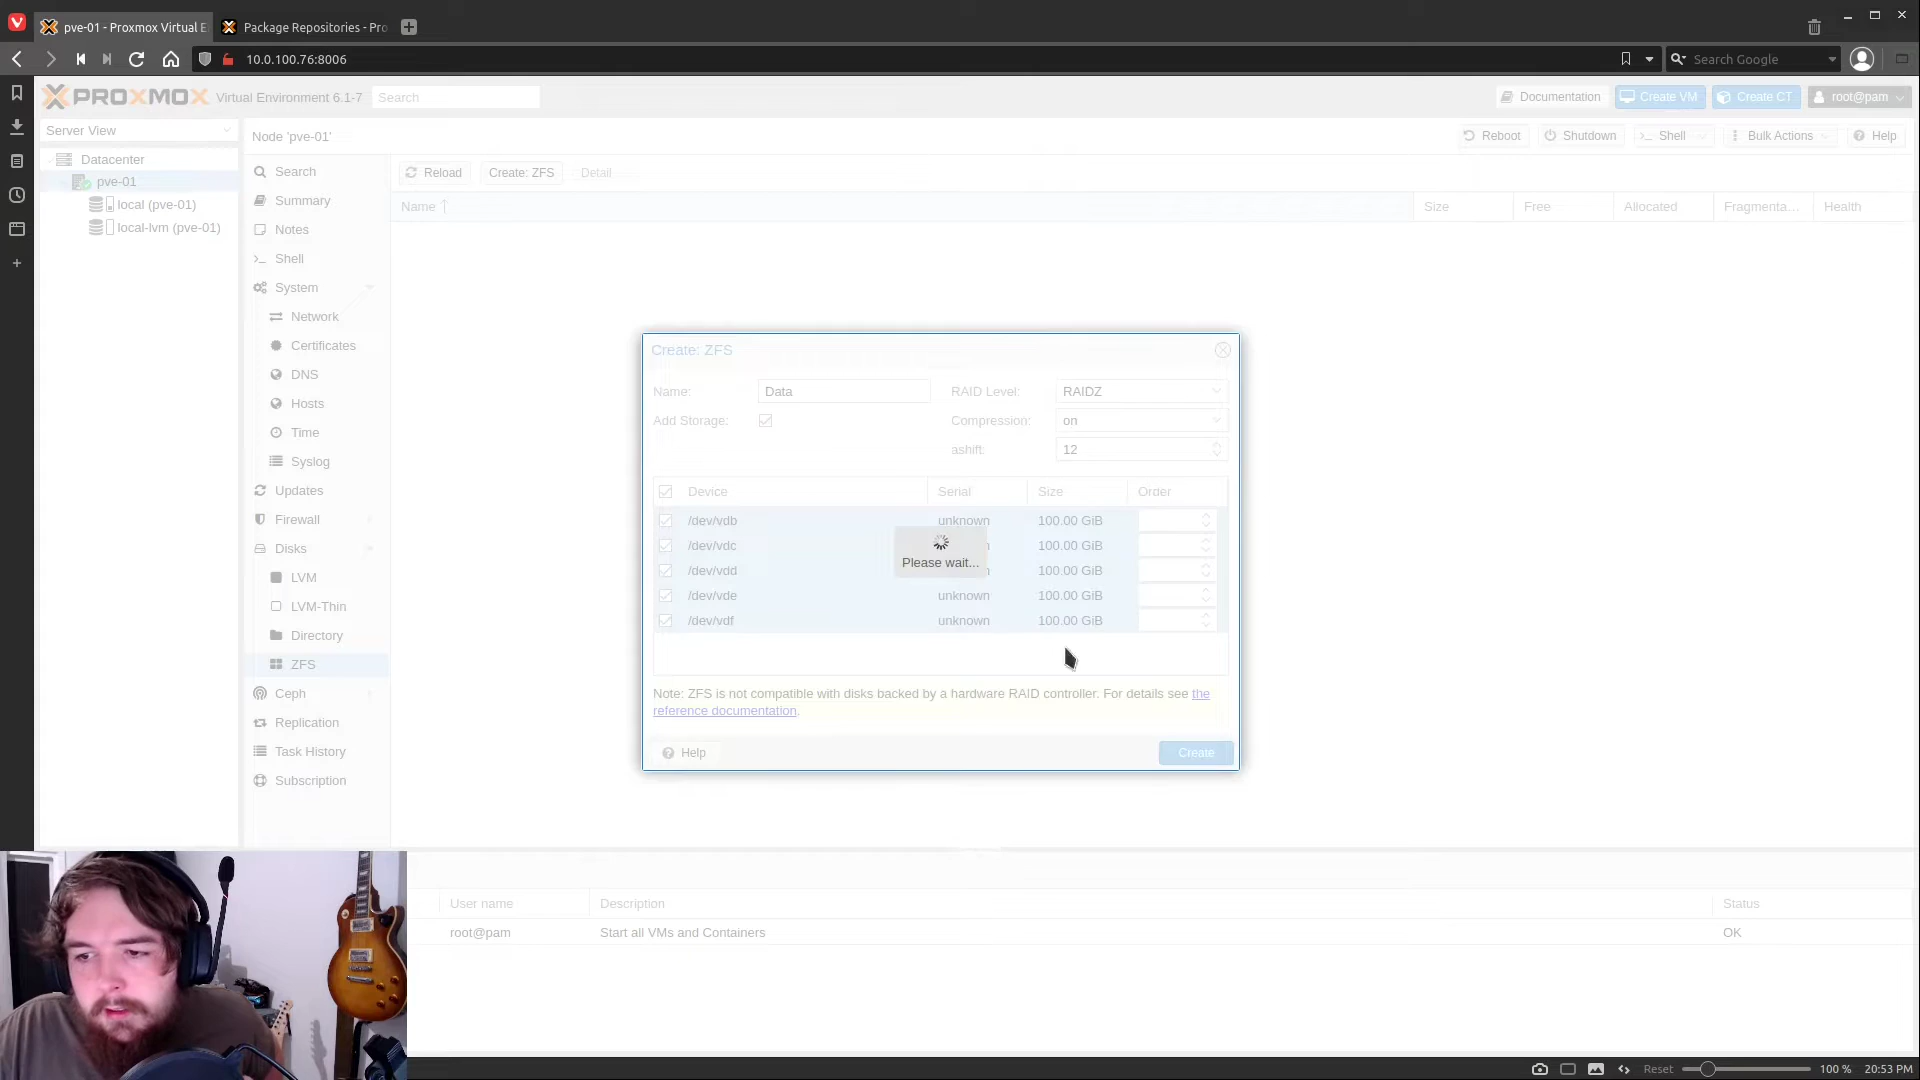 pve-01 - Proxmox Virtual E
Package Repositories - Pro
10.0.100.76:8006
Search Google
PROXMOX Virtual Environment 6.1-7
Search
Documentation
Create VM
Create CT
root@pam
Server View
Node 'pve-01'
Reboot
Shutdown
Shell
Bulk Actions
Help
Datacenter
pve-01
local (pve-01)
local-lvm (pve-01)
Search
Summary
Notes
Shell
System
Network
Certificates
DNS
Hosts
Time
Syslog
Updates
Firewall
Disks
LVM
LVM-Thin
Directory
ZFS
Ceph
Replication
Task History
Subscription
Reload
Create: ZFS
Detail
Name
Size
Free
Allocated
Fragmenta...
Health
Create: ZFS
Name: Data
RAID Level: RAIDZ
Add Storage:
Compression: on
ashift: 12
Device Serial Size Order
/dev/vdb unknown 100.00 GiB
/dev/vdc 100.00 GiB
/dev/vdd 100.00 GiB
/dev/vde unknown 100.00 GiB
/dev/vdf unknown 100.00 GiB
Please wait...
Note: ZFS is not compatible with disks backed by a hardware RAID controller. For details see the
reference documentation.
Help
Create
User name Description Status
root@pam Start all VMs and Containers OK
Reset
100 %
20:53 PM